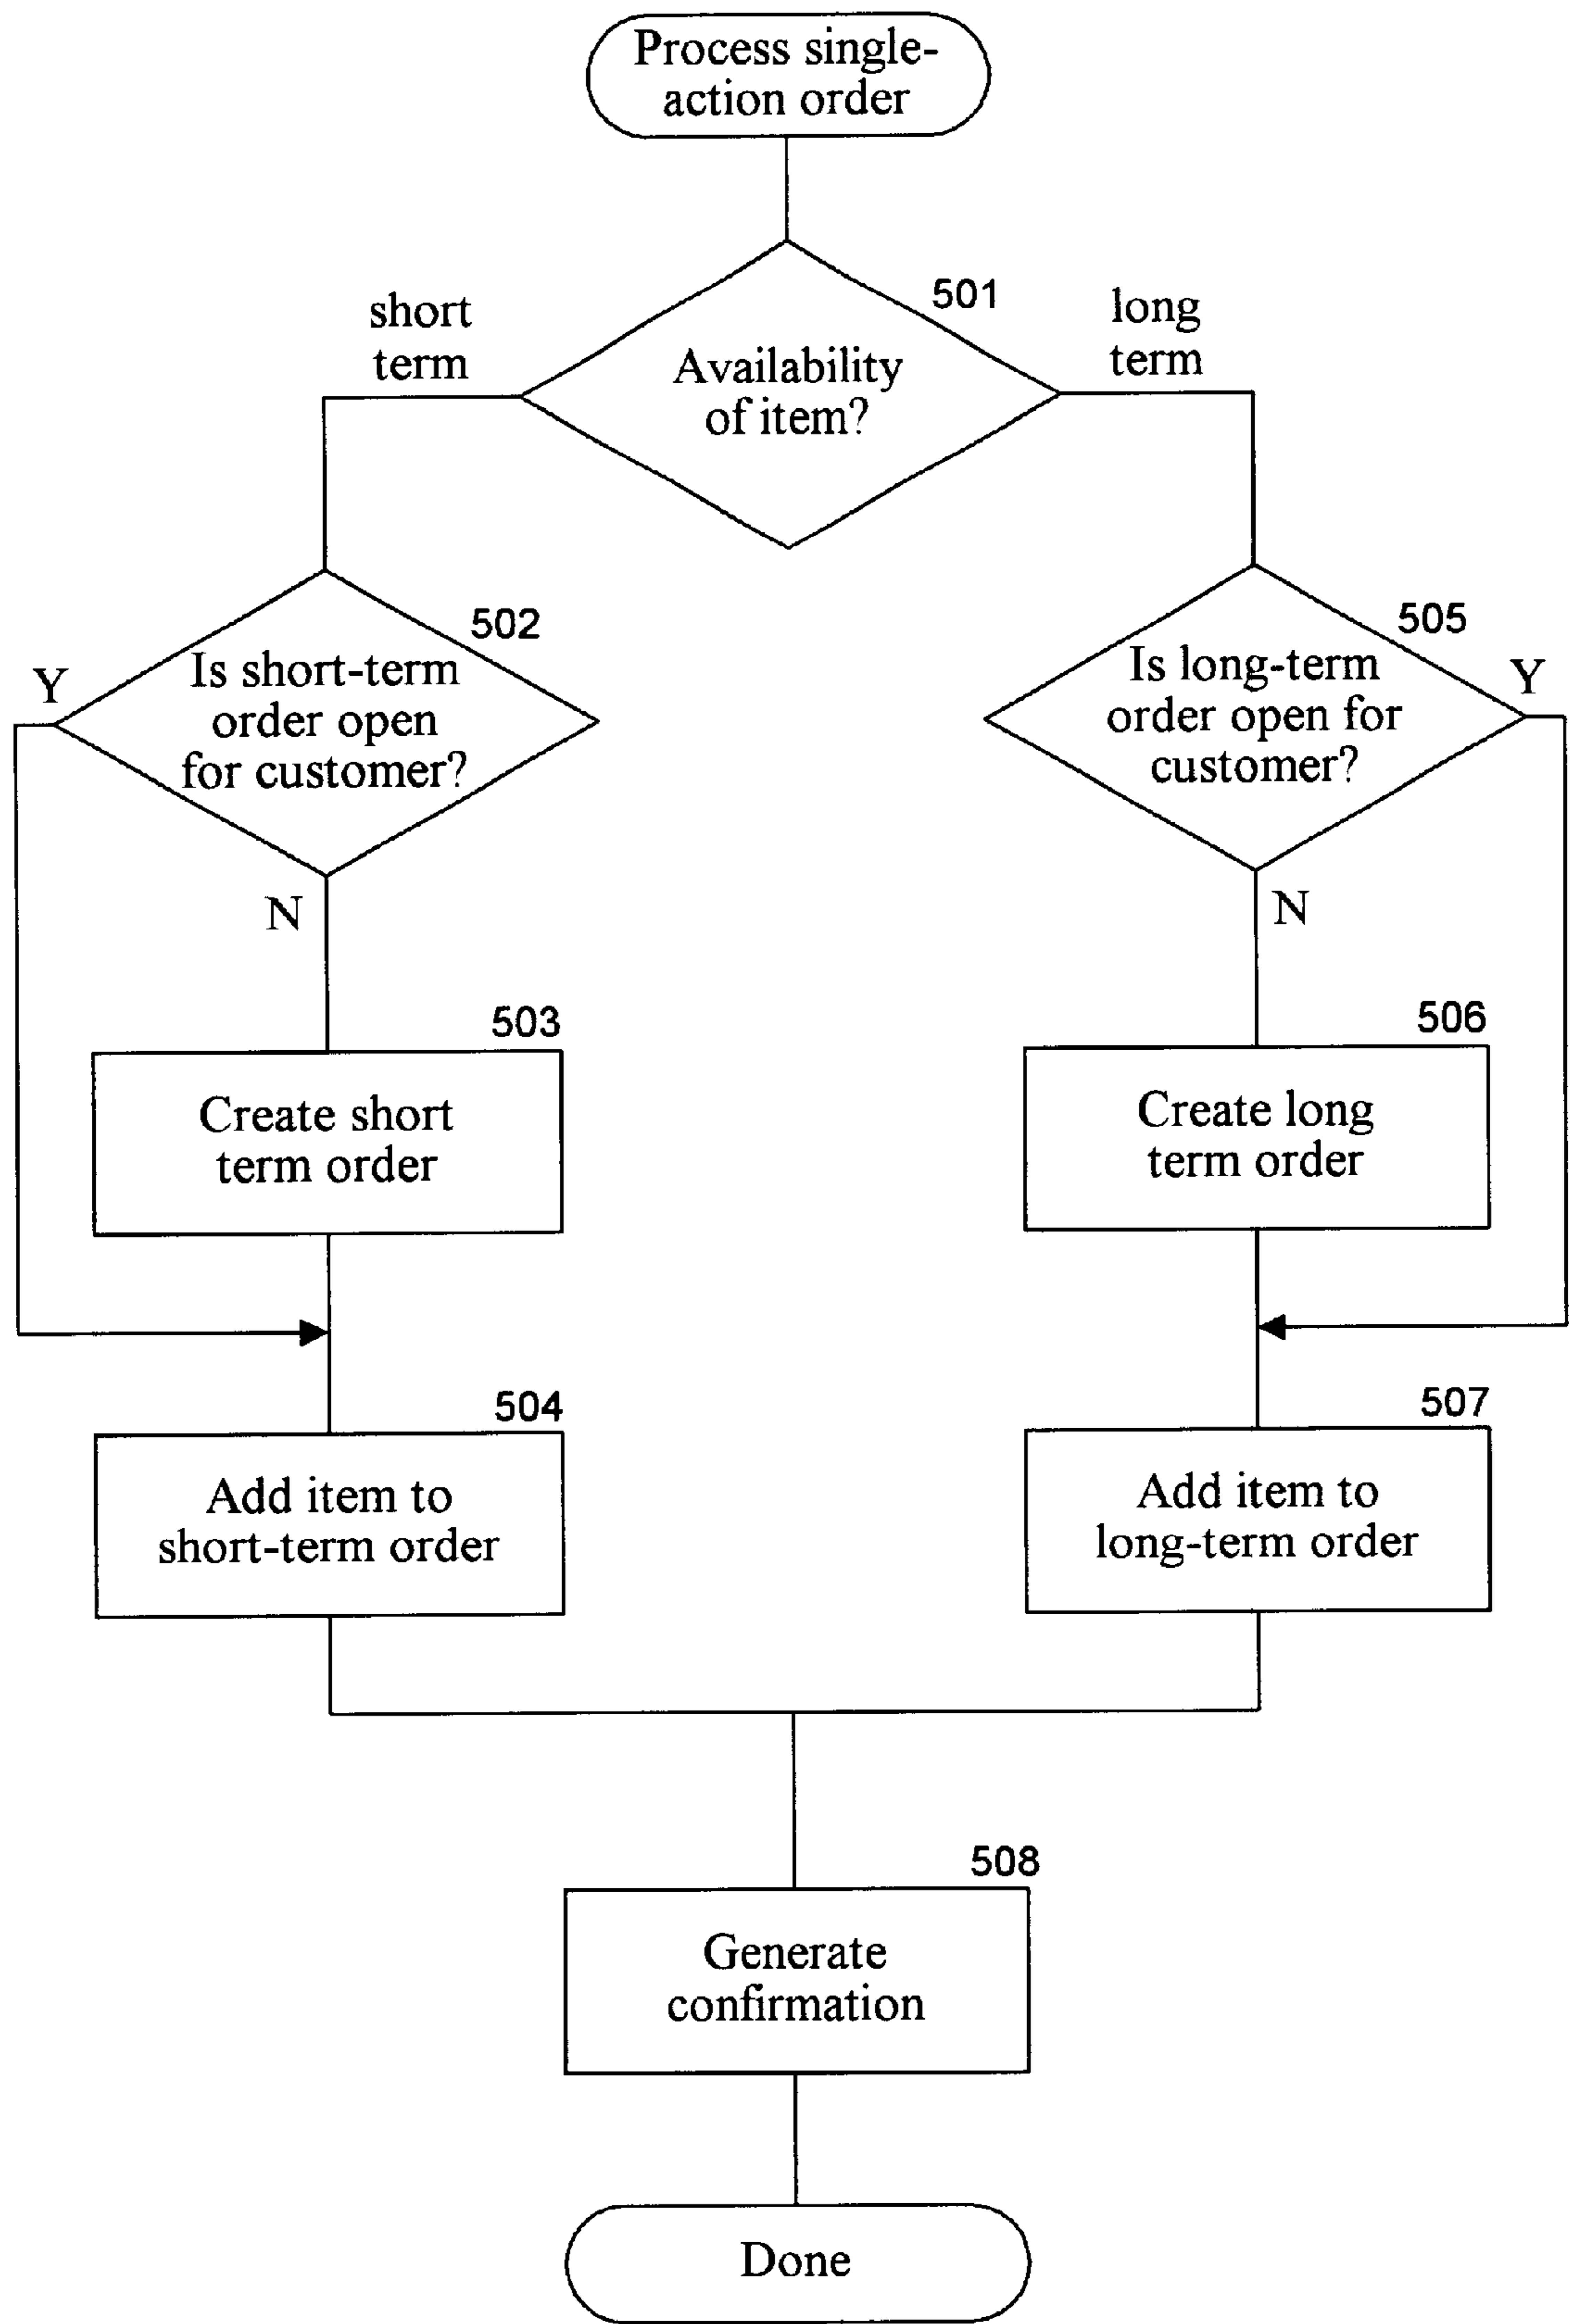 Process single-
action order
501
short
term
long
term
Availability
of item?
502
Is short-term
order open
for customer?
Y
N
505
Is long-term
order open for
customer?
Y
N
503
Create short
term order
506
Create long
term order
504
Add item to
short-term order
507
Add item to
long-term order
508
Generate
confirmation
Done